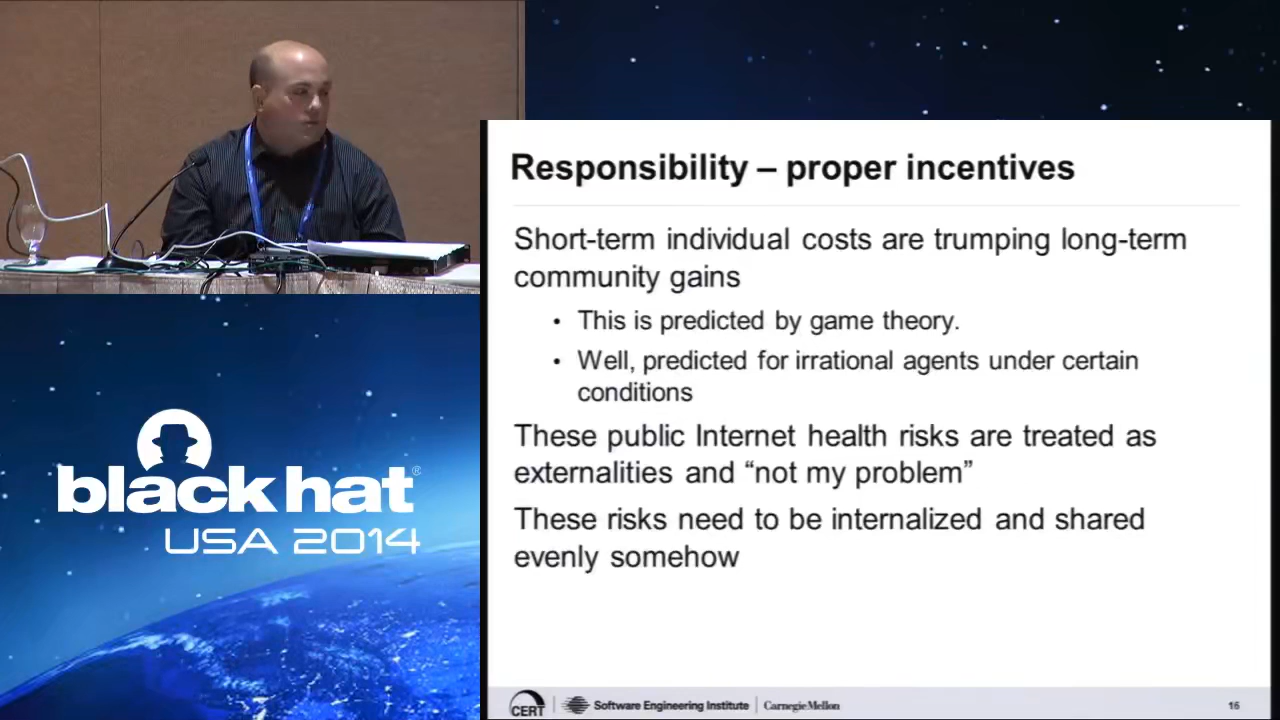 Responsibility – proper incentives
Short-term individual costs are trumping long-term
community gains
• This is predicted by game theory.
• Well, predicted for irrational agents under certain
conditions
These public Internet health risks are treated as
externalities and “not my problem”
These risks need to be internalized and shared
evenly somehow
black hat®
USA 2014
CERT | Software Engineering Institute | Carnegie Mellon
16